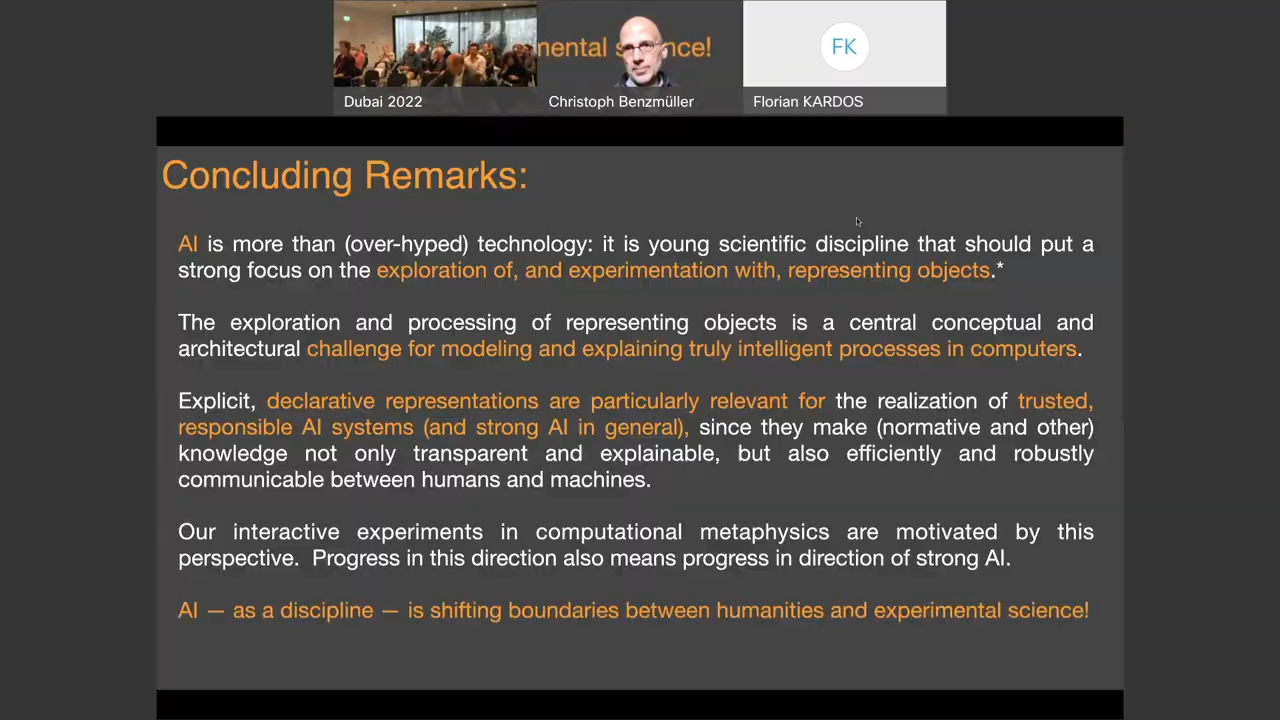 mental s nce!
FK
Dubai 2022
Christoph Benzmüller
Florian KARDOS
Concluding Remarks:
AI is more than (over-hyped) technology: it is young scientific discipline that should put a
strong focus on the exploration of, and experimentation with, representing objects.*
The exploration and processing of representing objects is a central conceptual and
architectural challenge for modeling and explaining truly intelligent processes in computers.
Explicit, declarative representations are particularly relevant for the realization of trusted,
responsible AI systems (and strong AI in general), since they make (normative and other)
knowledge not only transparent and explainable, but also efficiently and robustly
communicable between humans and machines.
Our interactive experiments in computational metaphysics are motivated by this
perspective. Progress in this direction also means progress in direction of strong AI.
AI — as a discipline — is shifting boundaries between humanities and experimental science!